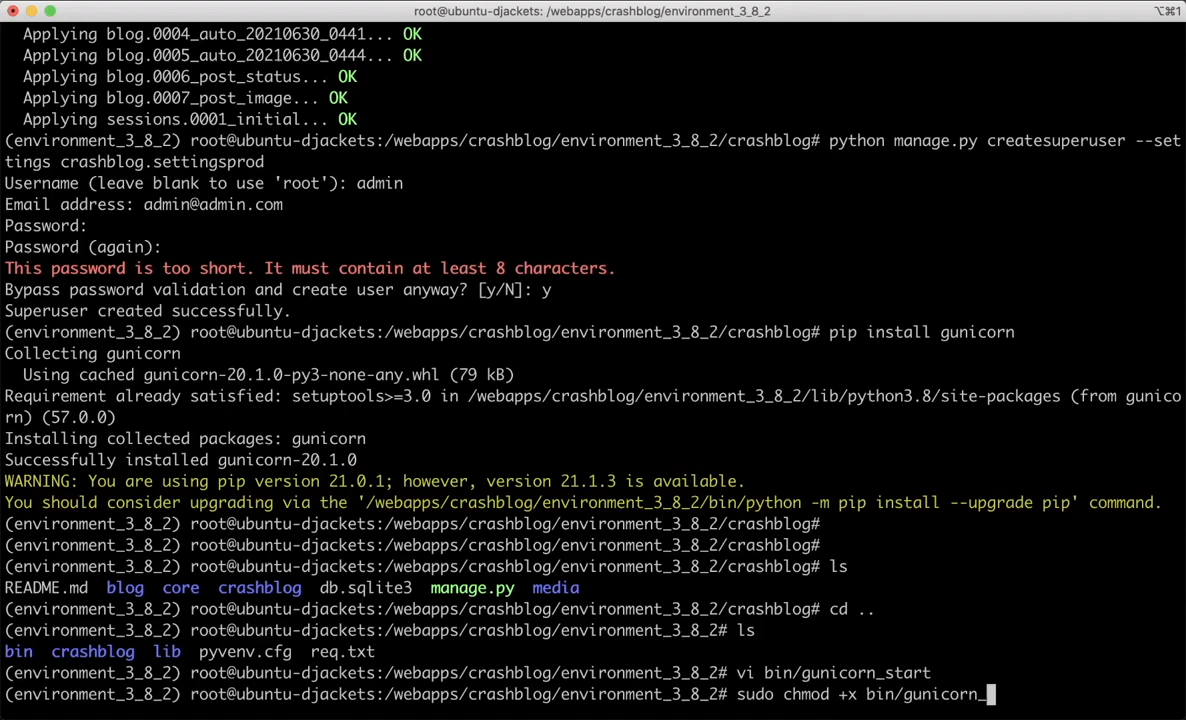 root@ubuntu-djackets: /webapps/crashblog/environment_3_8_2
⌥⌘1
Applying blog.0004_auto_20210630_0441... OK
Applying blog.0005_auto_20210630_0444... OK
Applying blog.0006_post_status... OK
Applying blog.0007_post_image... OK
Applying sessions.0001_initial... OK
(environment_3_8_2) root@ubuntu-djackets:/webapps/crashblog/environment_3_8_2/crashblog# python manage.py createsuperuser --set
tings crashblog.settingsprod
Username (leave blank to use 'root'): admin
Email address: admin@admin.com
Password:
Password (again):
This password is too short. It must contain at least 8 characters.
Bypass password validation and create user anyway? [y/N]: y
Superuser created successfully.
(environment_3_8_2) root@ubuntu-djackets:/webapps/crashblog/environment_3_8_2/crashblog# pip install gunicorn
Collecting gunicorn
Using cached gunicorn-20.1.0-py3-none-any.whl (79 kB)
Requirement already satisfied: setuptools>=3.0 in /webapps/crashblog/environment_3_8_2/lib/python3.8/site-packages (from gunico
rn) (57.0.0)
Installing collected packages: gunicorn
Successfully installed gunicorn-20.1.0
WARNING: You are using pip version 21.0.1; however, version 21.1.3 is available.
You should consider upgrading via the '/webapps/crashblog/environment_3_8_2/bin/python -m pip install --upgrade pip' command.
(environment_3_8_2) root@ubuntu-djackets:/webapps/crashblog/environment_3_8_2/crashblog#
(environment_3_8_2) root@ubuntu-djackets:/webapps/crashblog/environment_3_8_2/crashblog#
(environment_3_8_2) root@ubuntu-djackets:/webapps/crashblog/environment_3_8_2/crashblog# ls
README.md blog core crashblog db.sqlite3 manage.py media
(environment_3_8_2) root@ubuntu-djackets:/webapps/crashblog/environment_3_8_2/crashblog# cd ..
(environment_3_8_2) root@ubuntu-djackets:/webapps/crashblog/environment_3_8_2# ls
bin crashblog lib pyvenv.cfg req.txt
(environment_3_8_2) root@ubuntu-djackets:/webapps/crashblog/environment_3_8_2# vi bin/gunicorn_start
(environment_3_8_2) root@ubuntu-djackets:/webapps/crashblog/environment_3_8_2# sudo chmod +x bin/gunicorn_